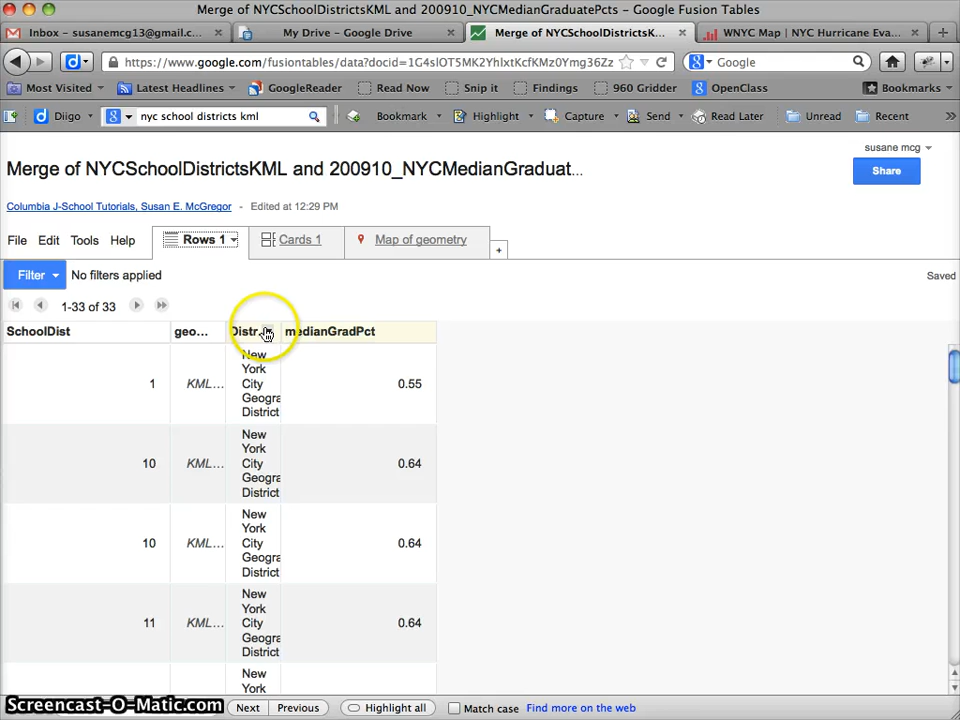 Merge of NYCSchoolDistrictsKML and 200910_NYCMedianGraduatePcts - Google Fusion Tables
Inbox - susanemcg13@gmail.c... × My Drive - Google Drive × Merge of NYCSchoolDistrictsK... × WNYC Map | NYC Hurricane Eva... × +
https://www.google.com/fusiontables/data?docid=1G4slOT5MK2YhlxtKcfKMz0Ymg36Zz Google
Most Visited Latest Headlines GoogleReader Read Now Snip it Findings 960 Gridder OpenClass Bookmarks
Diigo nyc school districts kml Bookmark Highlight Capture Send Read Later Unread Recent »
susane mcg
Merge of NYCSchoolDistrictsKML and 200910_NYCMedianGraduat...
Share
Columbia J-School Tutorials, Susan E. McGregor - Edited at 12:29 PM
File Edit Tools Help Rows 1 Cards 1 Map of geometry +
Filter No filters applied Saved
1-33 of 33
SchoolDist geo... Distr... medianGradPct
New
York
1 KML... City 0.55
Geogra
District
New
York
10 KML... City 0.64
Geogra
District
New
York
10 KML... City 0.64
Geogra
District
New
York
11 KML... City 0.64
Geogra
District
New
York
Screencast-O-Matic.com Next Previous Highlight all Match case Find more on the web